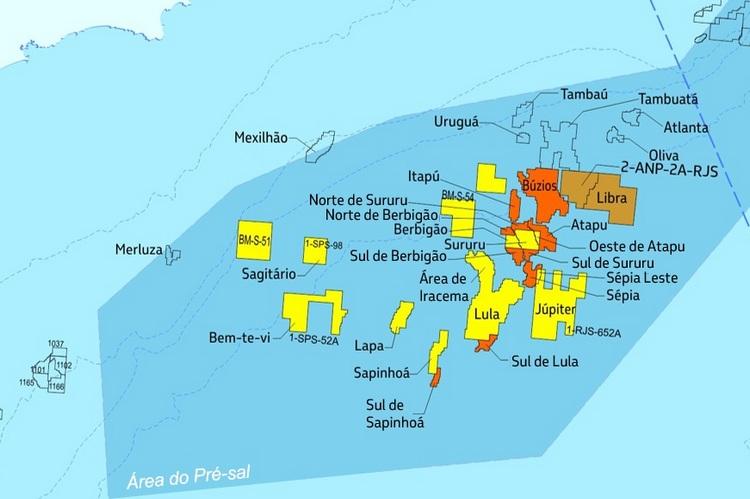 Tambaú
Tambuatá
Uruguá
Atlanta
Mexilhão
Oliva
2-ANP-2A-RJS
Itapú
Búzios
BM-S-54
Libra
Norte de Sururu
Norte de Berbigão
Atapu
Berbigão
BM-S-51
1-SPS-98
Sururu
Oeste de Atapu
Merluza
Sul de Berbigão
Sul de Sururu
Sagitário
Área de
Iracema
Sépia Leste
Sépia
Lula
Júpiter
1-RJS-652A
Bem-te-vi
1-SPS-52A
Lapa
1037
1101
1102
1165
1166
Sul de Lula
Sapinhoá
Sul de
Sapinhoá
Área do Pré-sal